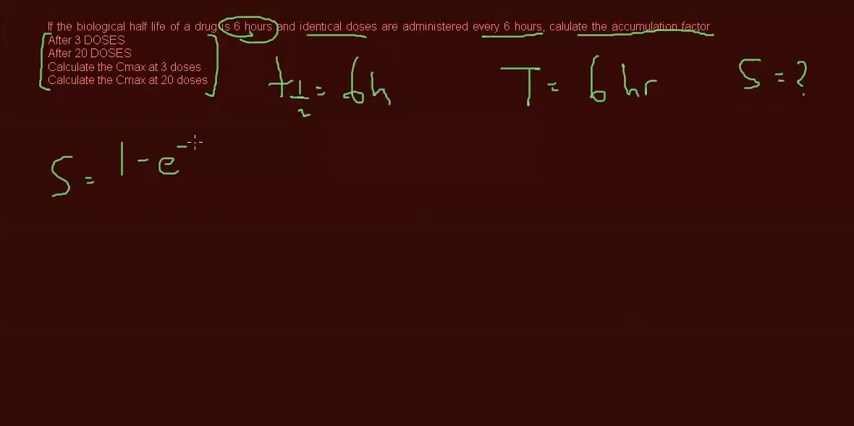 If the biological half life of a drug is 6 hours and identical doses are administered every 6 hours, calulate the accumulation factor
After 3 DOSES
After 20 DOSES
Calculate the Cmax at 3 doses
Calculate the Cmax at 20 doses
t 1/2 = 6h T = 6 hr S = ?
S = 1 - e^-